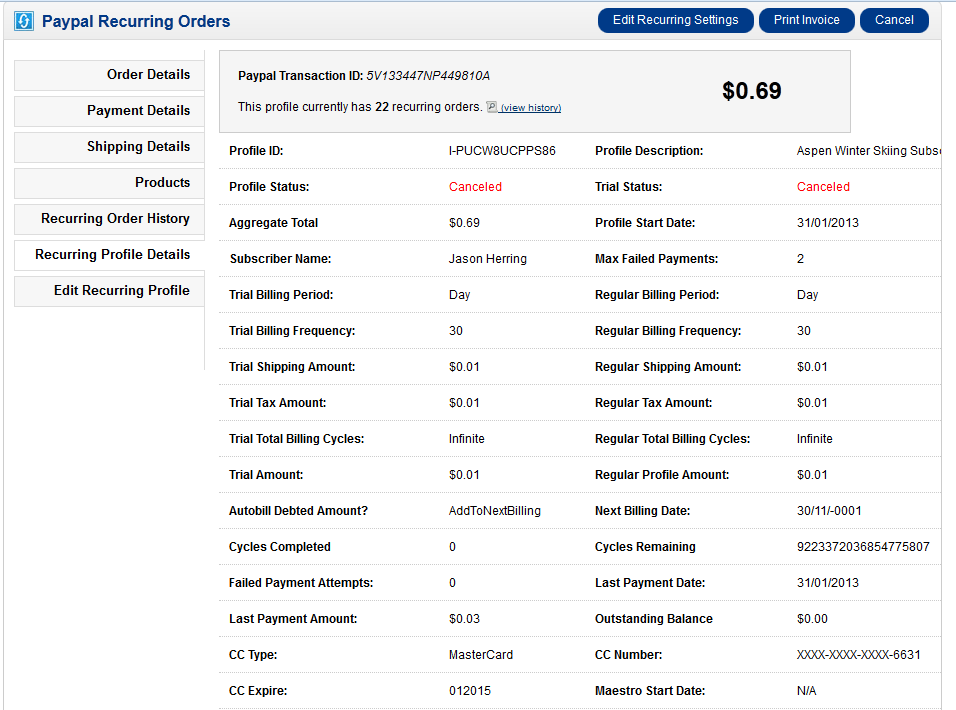 Paypal Recurring Orders
Edit Recurring Settings Print Invoice Cancel
Order Details
Payment Details
Shipping Details
Products
Recurring Order History
Recurring Profile Details
Edit Recurring Profile
Paypal Transaction ID: 5V133447NP449810A
This profile currently has 22 recurring orders. (view history)
$0.69
Profile ID: I-PUCW8UCPPS86 Profile Description: Aspen Winter Skiing Subs
Profile Status: Canceled Trial Status: Canceled
Aggregate Total $0.69 Profile Start Date: 31/01/2013
Subscriber Name: Jason Herring Max Failed Payments: 2
Trial Billing Period: Day Regular Billing Period: Day
Trial Billing Frequency: 30 Regular Billing Frequency: 30
Trial Shipping Amount: $0.01 Regular Shipping Amount: $0.01
Trial Tax Amount: $0.01 Regular Tax Amount: $0.01
Trial Total Billing Cycles: Infinite Regular Total Billing Cycles: Infinite
Trial Amount: $0.01 Regular Profile Amount: $0.01
Autobill Debted Amount? AddToNextBilling Next Billing Date: 30/11/-0001
Cycles Completed 0 Cycles Remaining 9223372036854775807
Failed Payment Attempts: 0 Last Payment Date: 31/01/2013
Last Payment Amount: $0.03 Outstanding Balance $0.00
CC Type: MasterCard CC Number: XXXX-XXXX-XXXX-6631
CC Expire: 012015 Maestro Start Date: N/A